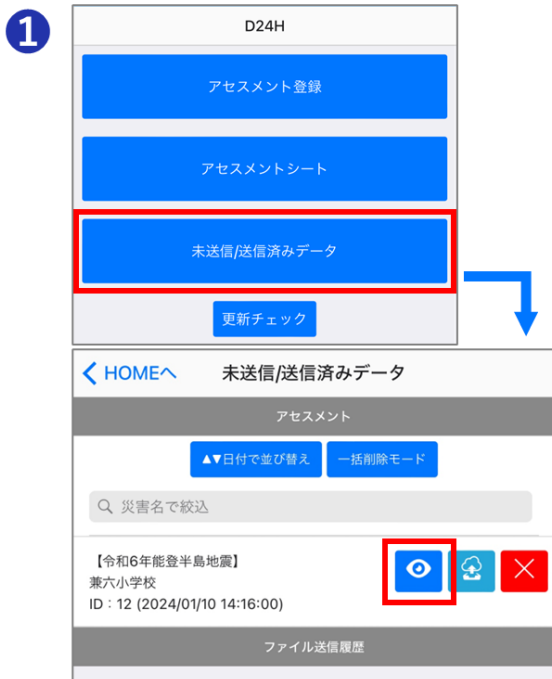 1
D24H
アセスメント登録
アセスメントシート
未送信/送信済みデータ
更新チェック
HOMEへ
未送信/送信済みデータ
アセスメント
▲▼日付で並び替え
一括削除モード
災害名で絞込
【令和6年能登半島地震】
兼六小学校
ID：12 (2024/01/10 14:16:00)
ファイル送信履歴